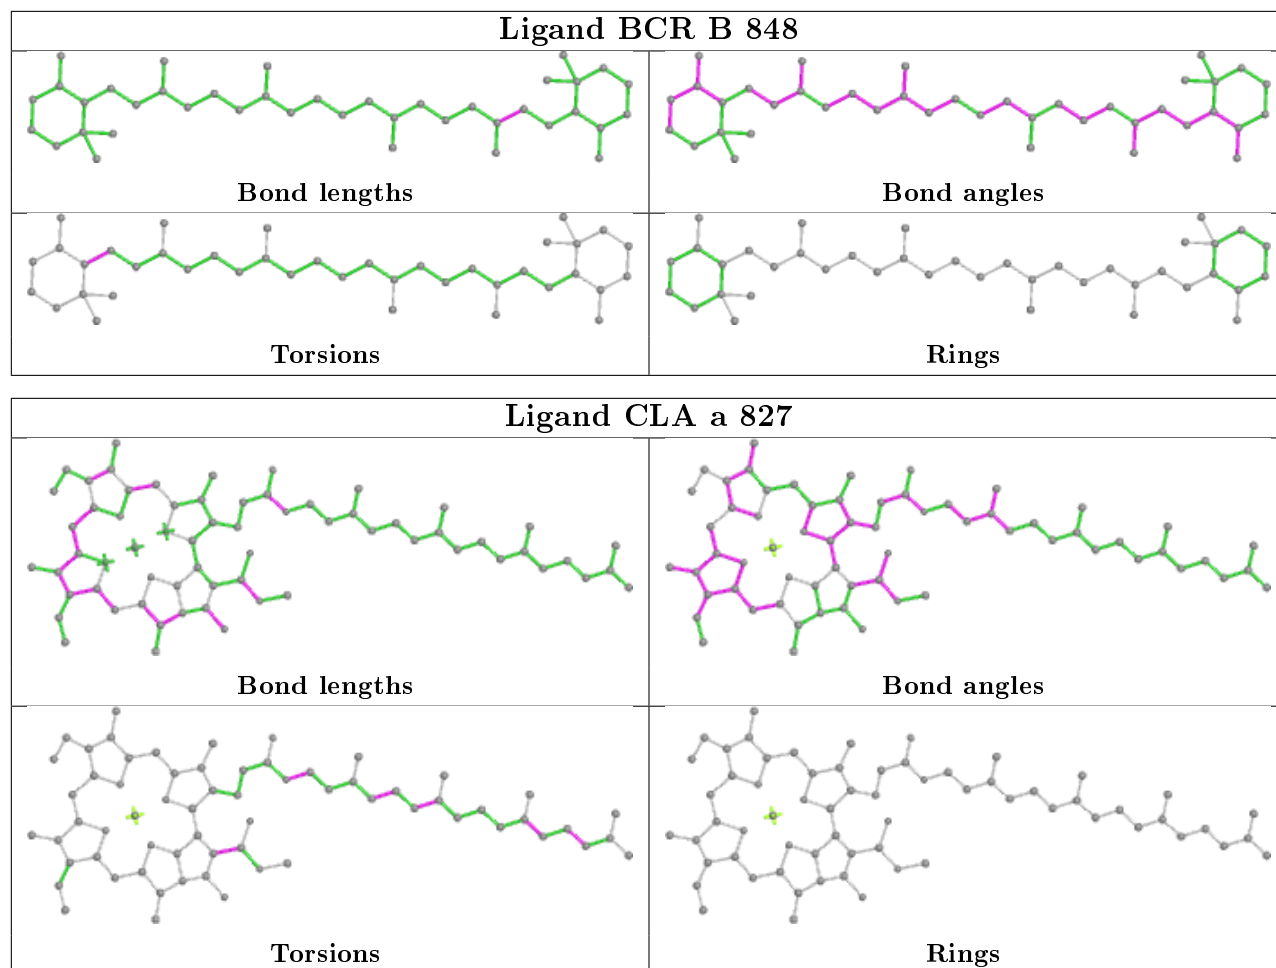 Ligand BCR B 848
Bond lengths
Bond angles
Torsions
Rings
Ligand CLA a 827
Bond lengths
Bond angles
Torsions
Rings